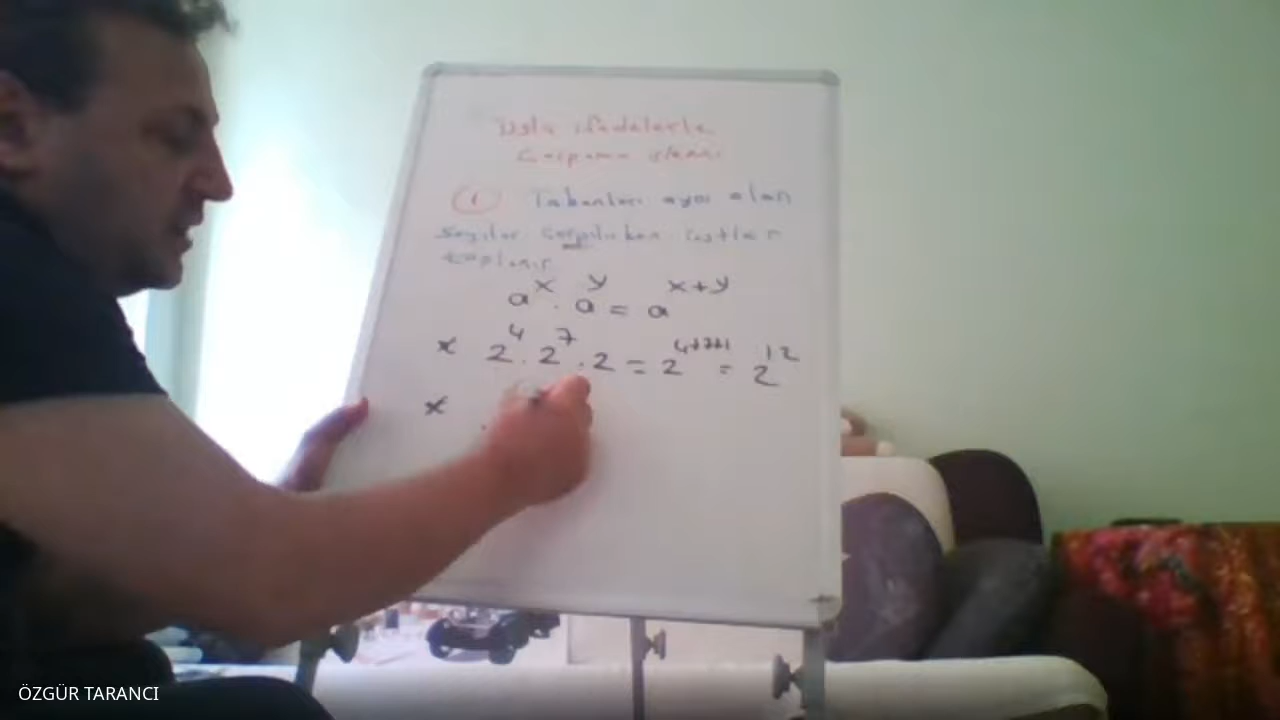 Üslü ifadelerle
Çarpma işlemi
1 Tabanları aynı olan
sayılar çarpılırken üstler
toplanır
a^x . a^y = a^x+y
x 2^4 . 2^7 . 2 = 2^4+7+1 = 2^12
x
ÖZGÜR TARANCI